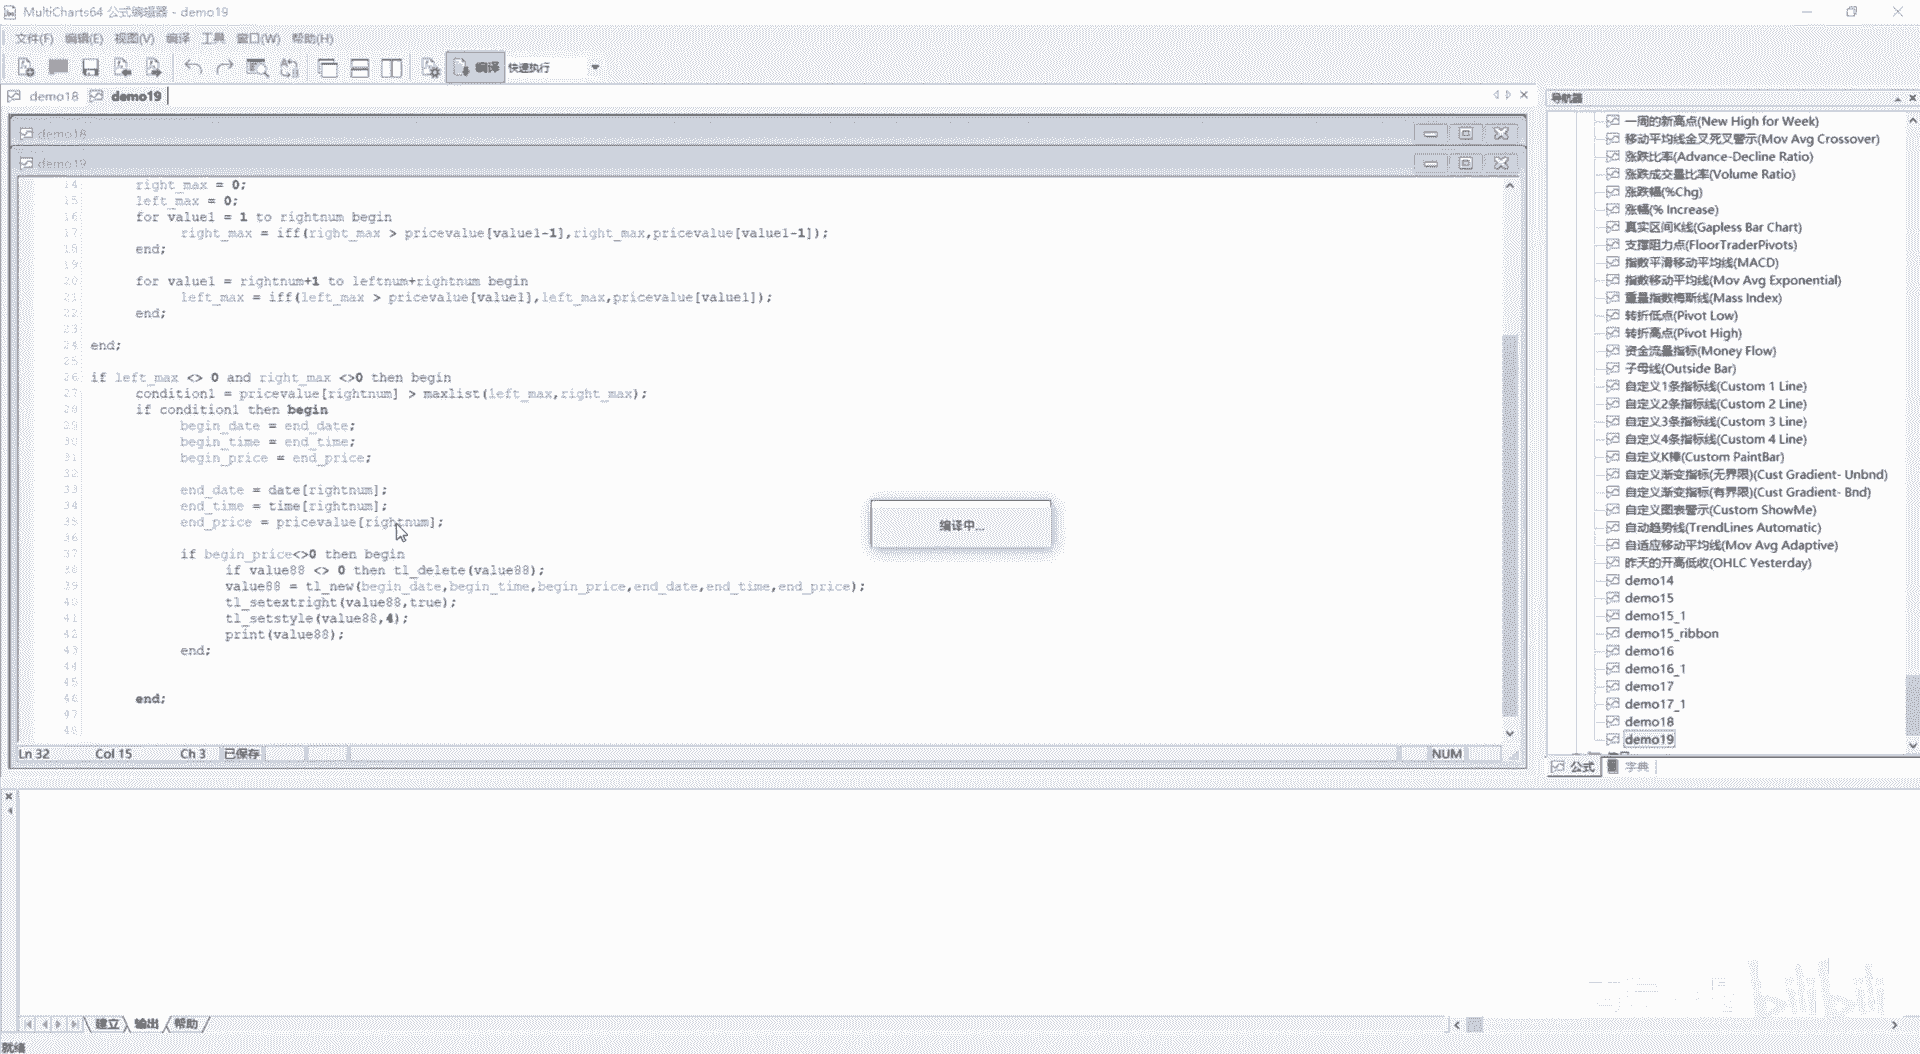 MultiCharts64 公式编辑器 - demo19
文件(F) 编辑(E) 视图(V) 编译 工具 窗口(W) 帮助(H)
编译 快速执行
demo18 demo19
demo18
demo19
14 right_max = 0;
15 left_max = 0;
16 for value1 = 1 to rightnum begin
17 right_max = iff(right_max > pricevalue[value1-1],right_max,pricevalue[value1-1]);
18 end;
19
20 for value1 = rightnum+1 to leftnum+rightnum begin
21 left_max = iff(left_max > pricevalue[value1],left_max,pricevalue[value1]);
22 end;
23
24 end;
25
26 if left_max <> 0 and right_max <>0 then begin
27 condition1 = pricevalue[rightnum] > maxlist(left_max,right_max);
28 if condition1 then begin
29 begin_date = end_date;
30 begin_time = end_time;
31 begin_price = end_price;
32
33 end_date = date[rightnum];
34 end_time = time[rightnum];
35 end_price = pricevalue[rightnum];
36
37 if begin_price<>0 then begin
38 if value88 <> 0 then tl_delete(value88);
39 value88 = tl_new(begin_date,begin_time,begin_price,end_date,end_time,end_price);
40 tl_setextright(value88,true);
41 tl_setstyle(value88,4);
42 print(value88);
43 end;
44
45
46 end;
47
48
编译中...
Ln 32 Col 15 Ch 3 已保存 NUM
导航器
一周的新高点(New High for Week)
移动平均线金叉死叉警示(Mov Avg Crossover)
涨跌比率(Advance-Decline Ratio)
涨跌成交量比率(Volume Ratio)
涨跌幅(%Chg)
涨幅(% Increase)
真实区间K线(Gapless Bar Chart)
支撑阻力点(FloorTraderPivots)
指数平滑移动平均线(MACD)
指数移动平均线(Mov Avg Exponential)
重量指数梅斯线(Mass Index)
转折低点(Pivot Low)
转折高点(Pivot High)
资金流量指标(Money Flow)
子母线(Outside Bar)
自定义1条指标线(Custom 1 Line)
自定义2条指标线(Custom 2 Line)
自定义3条指标线(Custom 3 Line)
自定义4条指标线(Custom 4 Line)
自定义K棒(Custom PaintBar)
自定义渐变指标(无界限)(Cust Gradient- Unbnd)
自定义渐变指标(有界限)(Cust Gradient- Bnd)
自定义图表警示(Custom ShowMe)
自动趋势线(TrendLines Automatic)
自适应移动平均线(Mov Avg Adaptive)
昨天的开高低收(OHLC Yesterday)
demo14
demo15
demo15_1
demo15_ribbon
demo16
demo16_1
demo17
demo17_1
demo18
demo19
公式 字典
建立 输出 帮助
就绪
bilibili